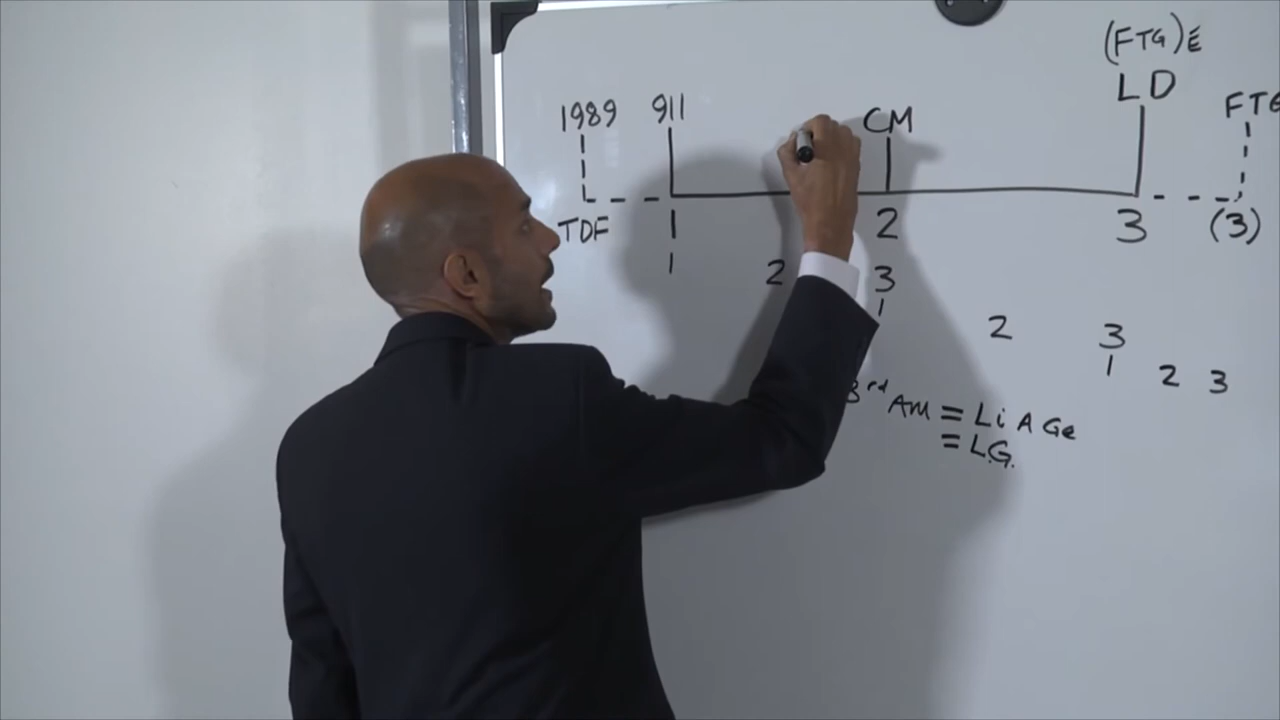 (FTG)E
1989 911 CM LD FTG
TDF 1 2 3 (3)
1 2 3
1 2 3
1 2 3
3rd AM = Li A Ge
= L.G.